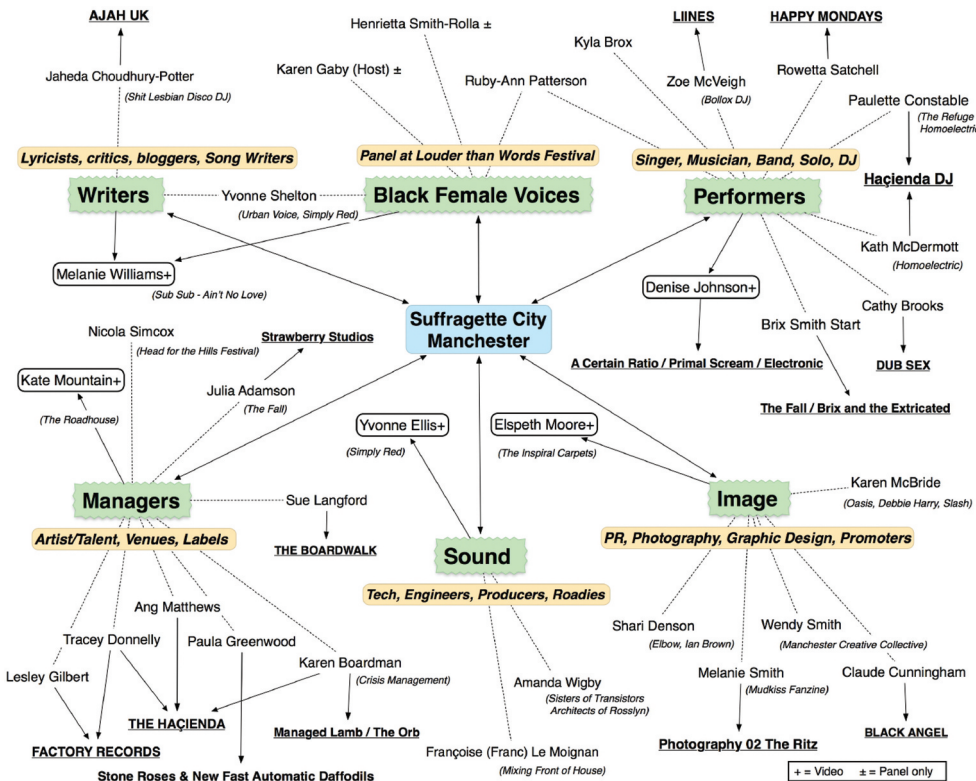 AJAH UK
Jaheda Choudhury-Potter
(Shit Lesbian Disco DJ)
Henrietta Smith-Rolla ±
Karen Gaby (Host) ±
Ruby-Ann Patterson
Kyla Brox
LIINES
Zoe McVeigh
(Bollox DJ)
HAPPY MONDAYS
Rowetta Satchell
Paulette Constable
(The Refuge
Homoelectric)
Lyricists, critics, bloggers, Song Writers
Writers
Yvonne Shelton
(Urban Voice, Simply Red)
Panel at Louder than Words Festival
Black Female Voices
Singer, Musician, Band, Solo, DJ
Performers
Haçienda DJ
Kath McDermott
(Homoelectric)
Melanie Williams+
(Sub Sub - Ain't No Love)
Denise Johnson+
Cathy Brooks
Brix Smith Start
Suffragette City
Manchester
A Certain Ratio / Primal Scream / Electronic
DUB SEX
The Fall / Brix and the Extricated
Nicola Simcox
(Head for the Hills Festival)
Strawberry Studios
Kate Mountain+
(The Roadhouse)
Julia Adamson
(The Fall)
Yvonne Ellis+
(Simply Red)
Elspeth Moore+
(The Inspiral Carpets)
Managers
Artist/Talent, Venues, Labels
Sue Langford
THE BOARDWALK
Sound
Tech, Engineers, Producers, Roadies
Image
PR, Photography, Graphic Design, Promoters
Karen McBride
(Oasis, Debbie Harry, Slash)
Ang Matthews
Tracey Donnelly
Paula Greenwood
Lesley Gilbert
Karen Boardman
(Crisis Management)
THE HAÇIENDA
FACTORY RECORDS
Managed Lamb / The Orb
Stone Roses & New Fast Automatic Daffodils
Amanda Wigby
(Sisters of Transistors
Architects of Rosslyn)
Françoise (Franc) Le Moignan
(Mixing Front of House)
Shari Denson
(Elbow, Ian Brown)
Wendy Smith
(Manchester Creative Collective)
Melanie Smith
(Mudkiss Fanzine)
Claude Cunningham
Photography 02 The Ritz
BLACK ANGEL
+ = Video   ± = Panel only